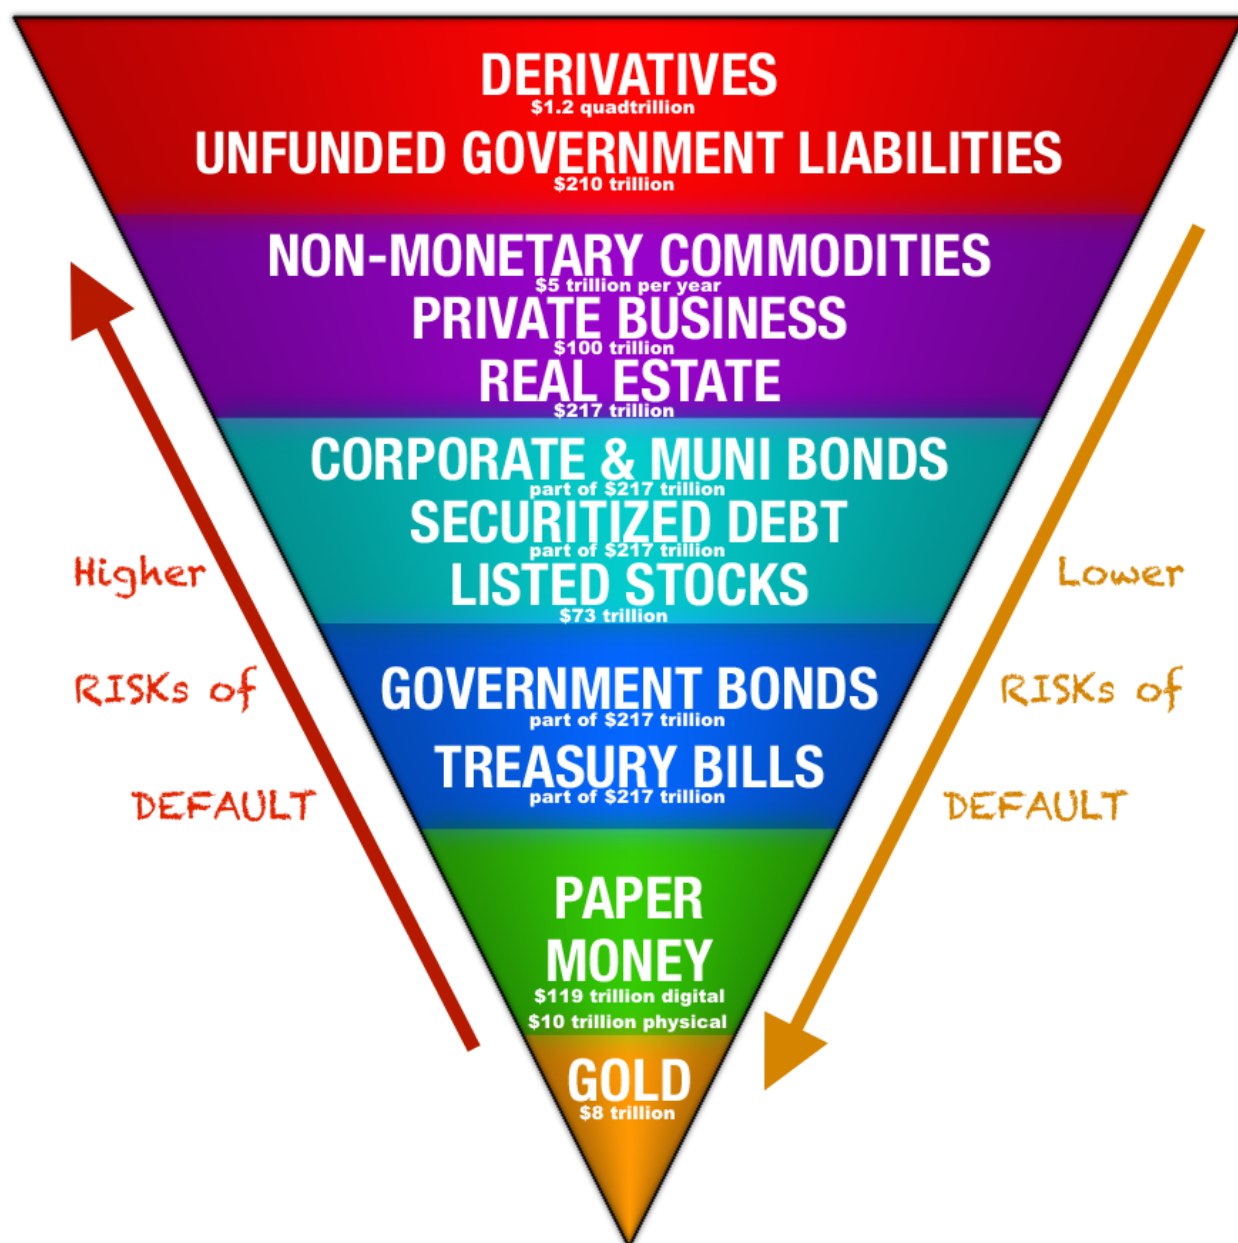 DERIVATIVES
$1.2 quadtrillion
UNFUNDED GOVERNMENT LIABILITIES
$210 trillion
NON-MONETARY COMMODITIES
$5 trillion per year
PRIVATE BUSINESS
$100 trillion
REAL ESTATE
$217 trillion
CORPORATE & MUNI BONDS
part of $217 trillion
SECURITIZED DEBT
part of $217 trillion
LISTED STOCKS
$73 trillion
GOVERNMENT BONDS
part of $217 trillion
TREASURY BILLS
part of $217 trillion
PAPER
MONEY
$119 trillion digital
$10 trillion physical
GOLD
$8 trillion
Higher
RISKs of
DEFAULT
Lower
RISKs of
DEFAULT